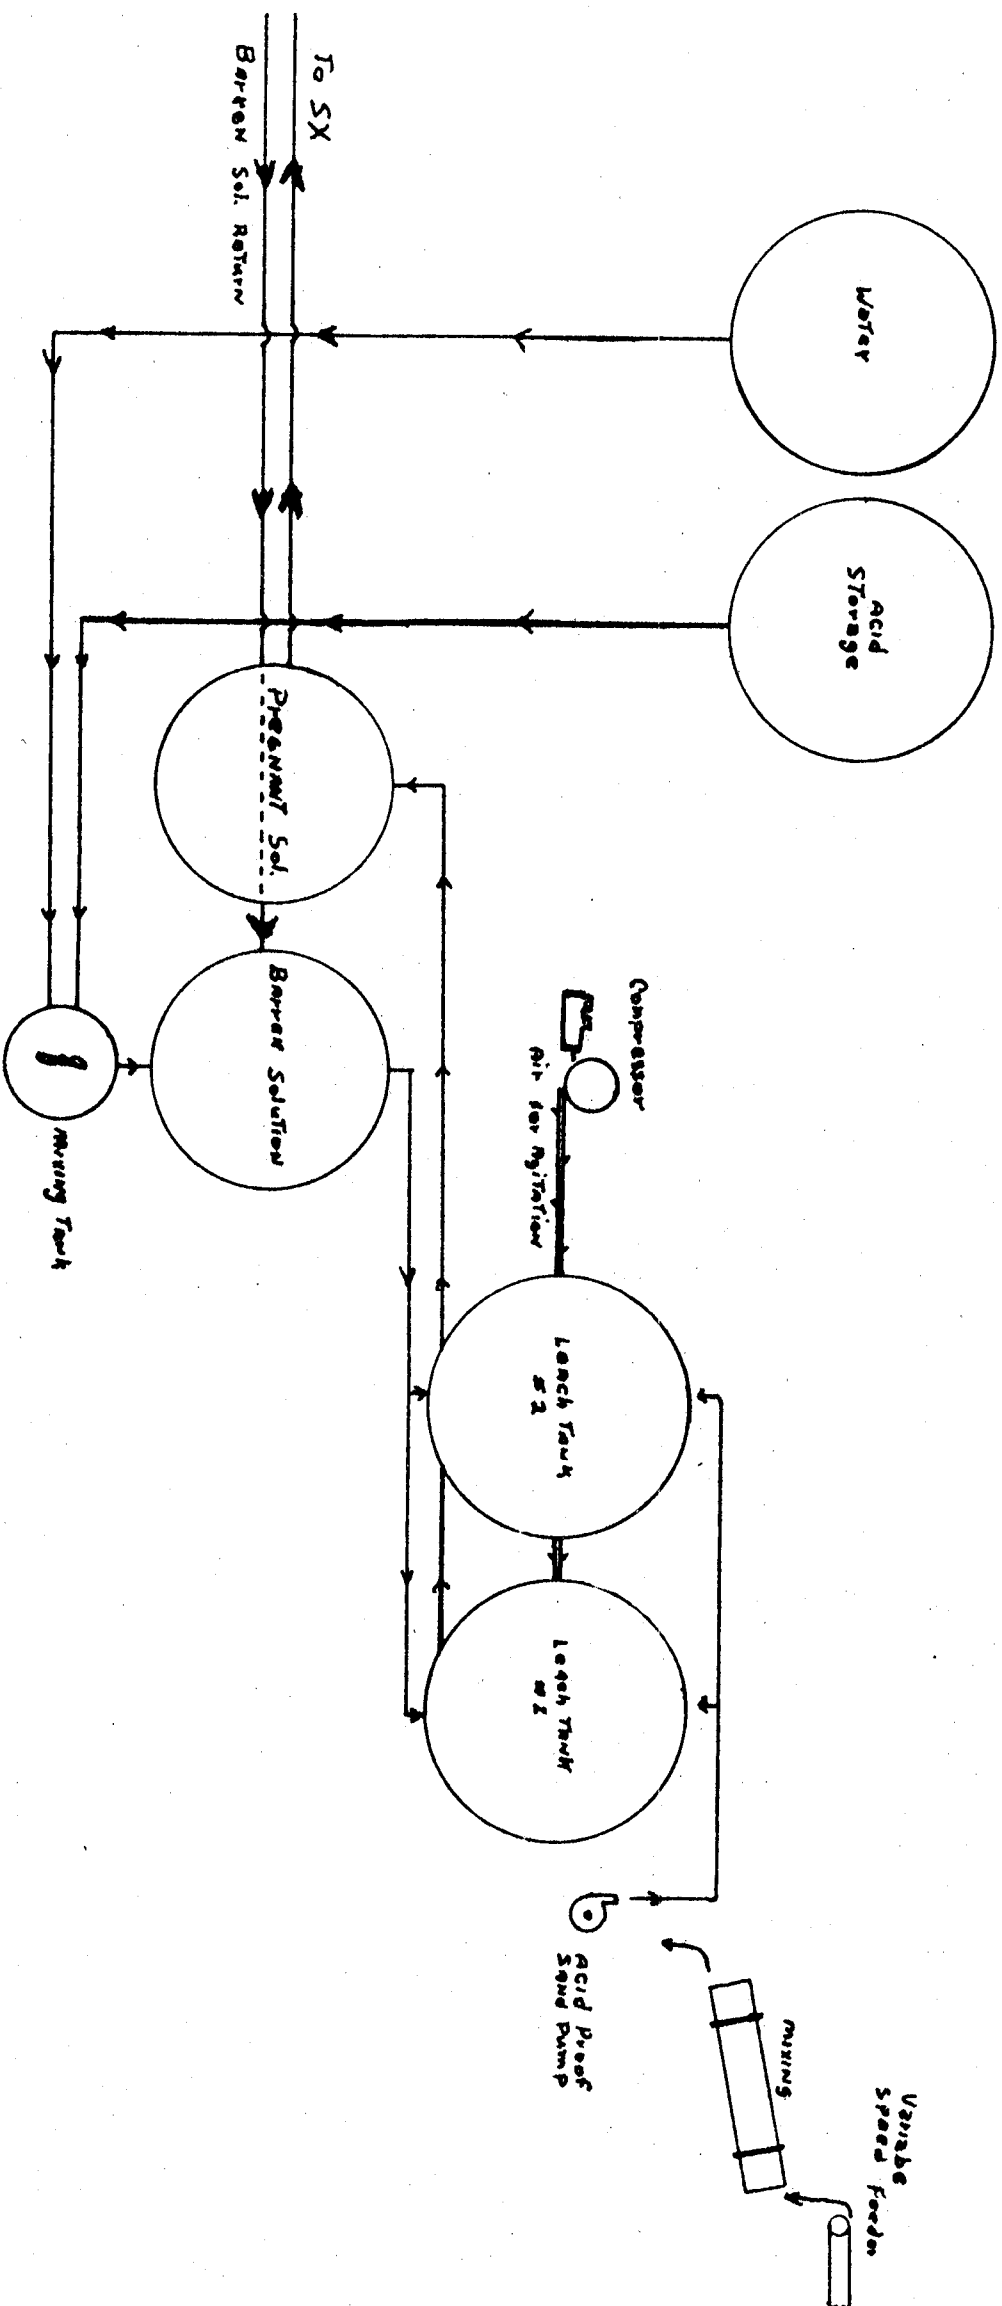 Water
Acid
Storage
To SX
Barren Sol. Return
Pregnant Sol.
Barren Solution
Mixing Tank
Compressor
Air for Agitation
Leach Tank
#2
Leach Tank
#1
Acid Proof
Sand Pump
Mixing
Variable
Speed Feeder